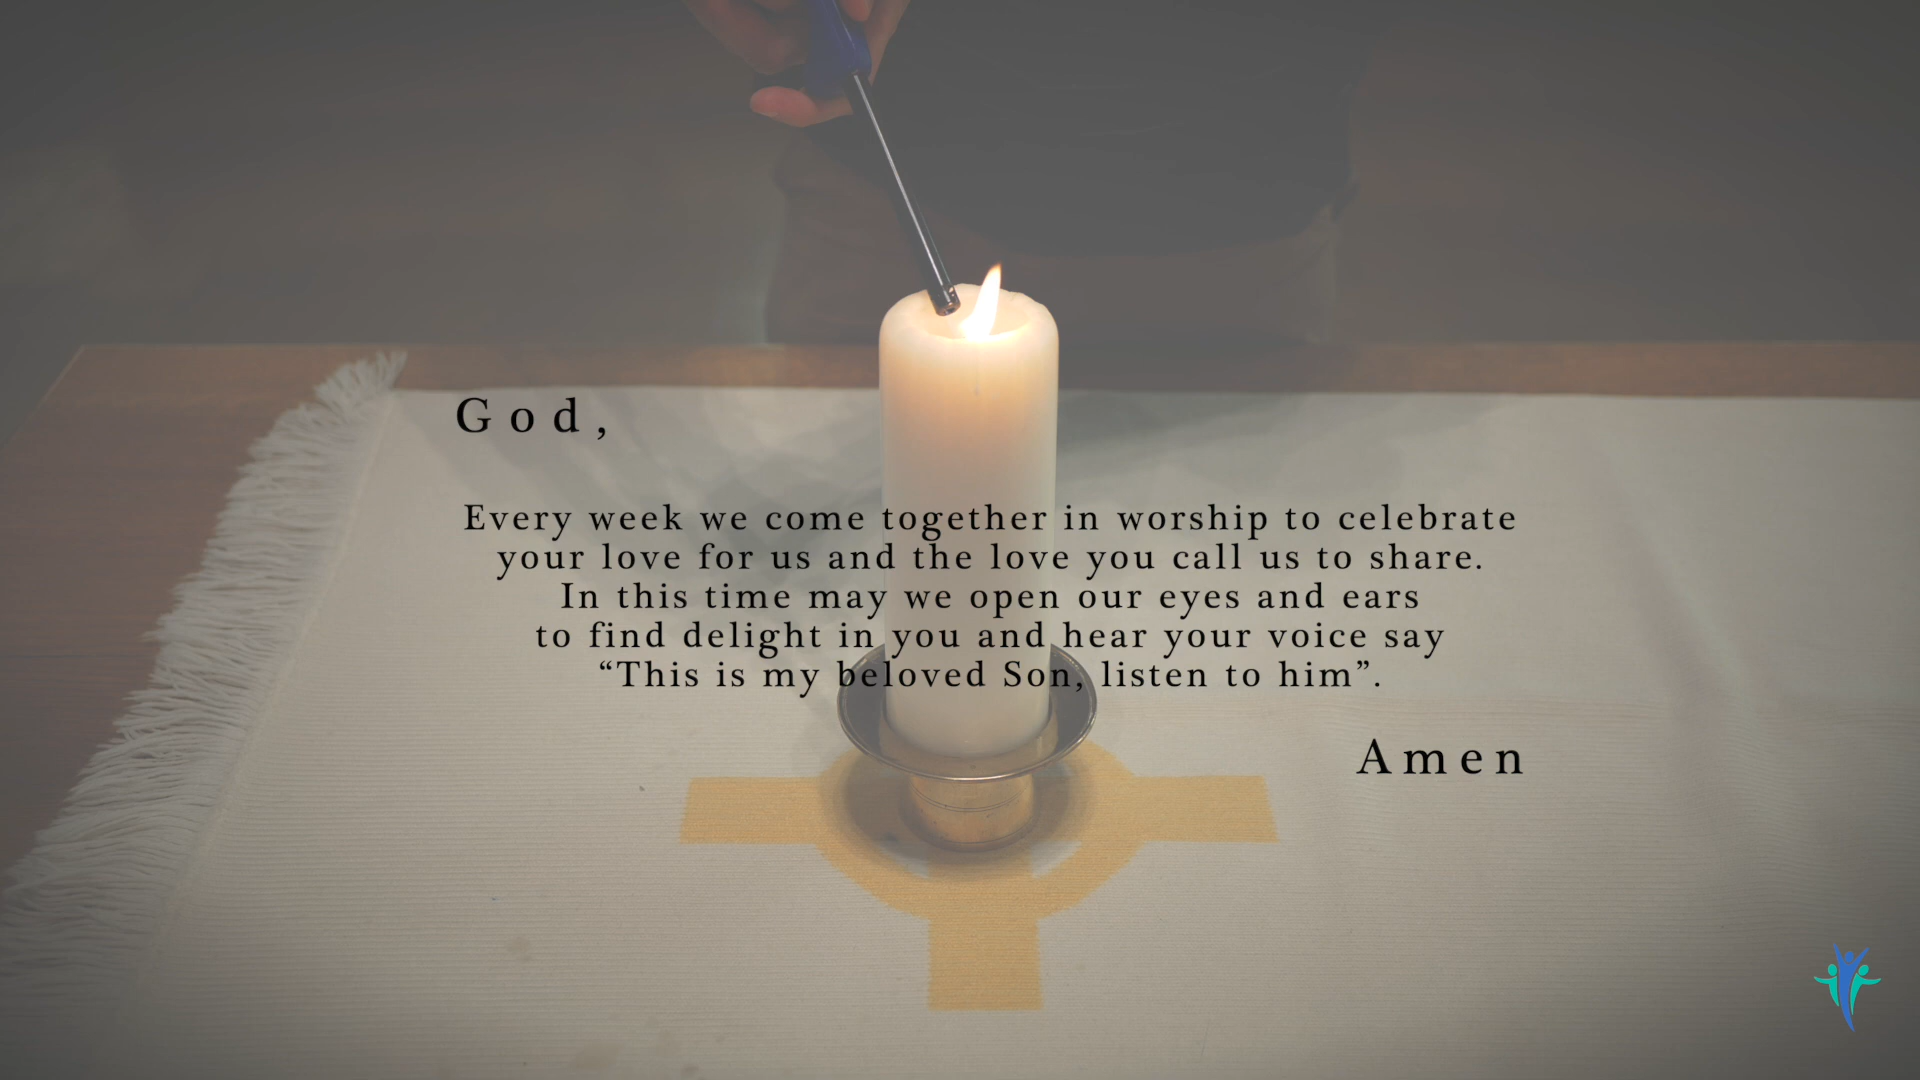 God,
Every week we come together in worship to celebrate
your love for us and the love you call us to share.
In this time may we open our eyes and ears
to find delight in you and hear your voice say
“This is my beloved Son, listen to him”.
Amen